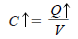 C↑ = Q↑/V